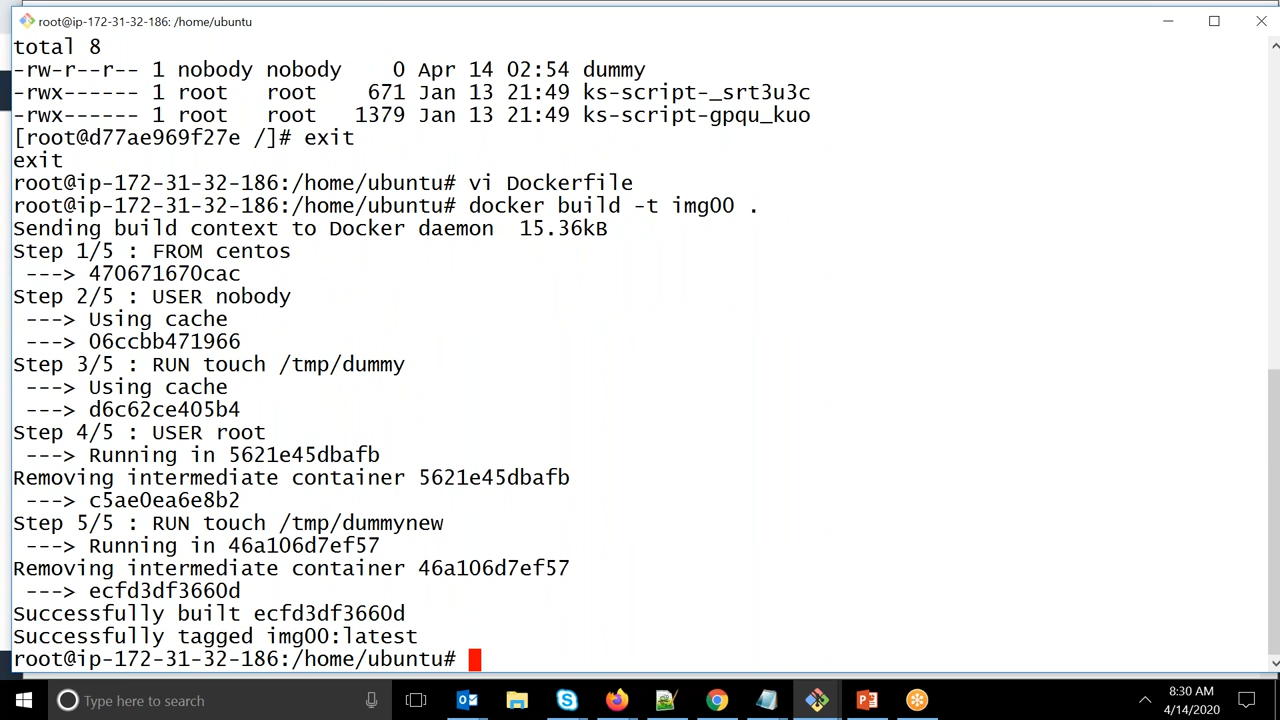 root@ip-172-31-32-186: /home/ubuntu
total 8
-rw-r--r-- 1 nobody nobody    0 Apr 14 02:54 dummy
-rwx------ 1 root   root    671 Jan 13 21:49 ks-script-_srt3u3c
-rwx------ 1 root   root   1379 Jan 13 21:49 ks-script-gpqu_kuo
[root@d77ae969f27e /]# exit
exit
root@ip-172-31-32-186:/home/ubuntu# vi Dockerfile
root@ip-172-31-32-186:/home/ubuntu# docker build -t img00 .
Sending build context to Docker daemon  15.36kB
Step 1/5 : FROM centos
 ---> 470671670cac
Step 2/5 : USER nobody
 ---> Using cache
 ---> 06ccbb471966
Step 3/5 : RUN touch /tmp/dummy
 ---> Using cache
 ---> d6c62ce405b4
Step 4/5 : USER root
 ---> Running in 5621e45dbafb
Removing intermediate container 5621e45dbafb
 ---> c5ae0ea6e8b2
Step 5/5 : RUN touch /tmp/dummynew
 ---> Running in 46a106d7ef57
Removing intermediate container 46a106d7ef57
 ---> ecfd3df3660d
Successfully built ecfd3df3660d
Successfully tagged img00:latest
root@ip-172-31-32-186:/home/ubuntu#
Type here to search
8:30 AM
4/14/2020